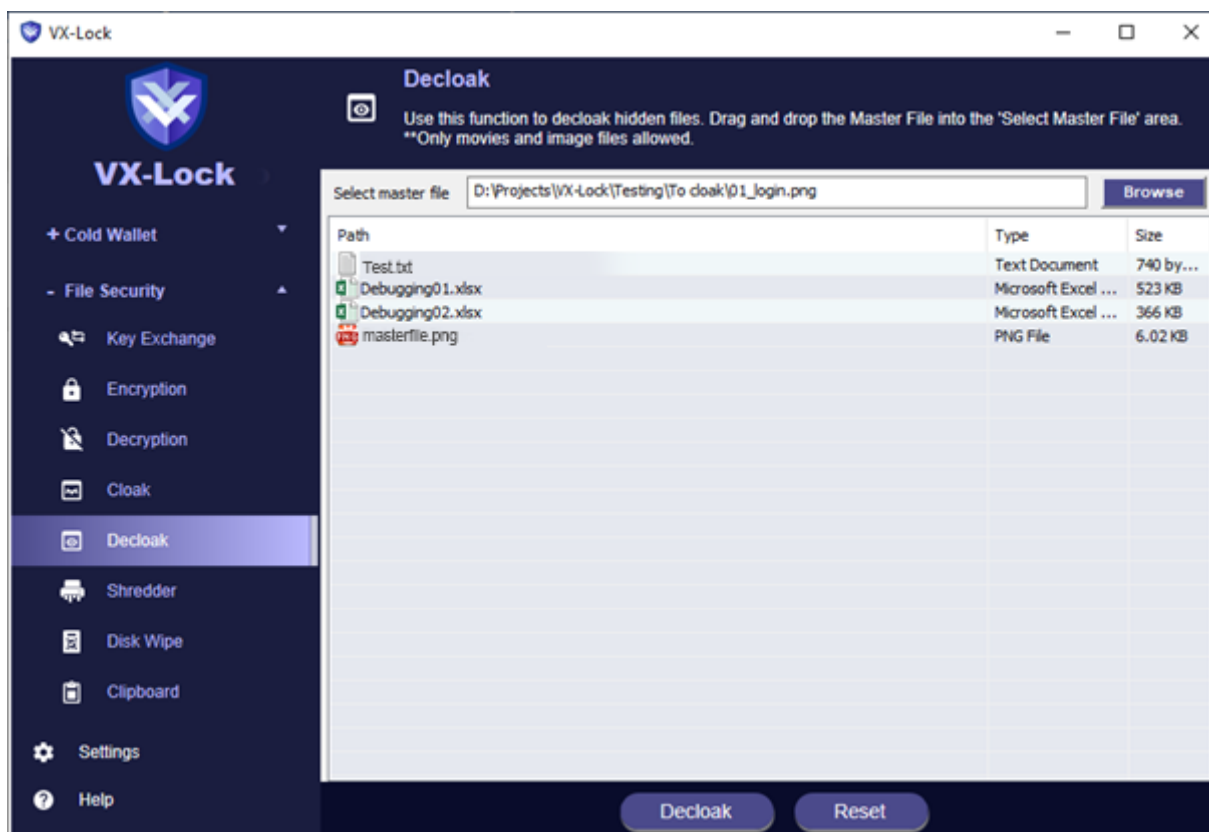 VX-Lock
VX-Lock
+ Cold Wallet
- File Security
Key Exchange
Encryption
Decryption
Cloak
Decloak
Shredder
Disk Wipe
Clipboard
Settings
Help
Decloak
Use this function to decloak hidden files. Drag and drop the Master File into the 'Select Master File' area.
**Only movies and image files allowed.
Select master file D:\Projects\VX-Lock\Testing\To cloak\01_login.png Browse
Path Type Size
Test.txt Text Document 740 by...
Debugging01.xlsx Microsoft Excel ... 523 KB
Debugging02.xlsx Microsoft Excel ... 366 KB
masterfile.png PNG File 6.02 KB
Decloak Reset